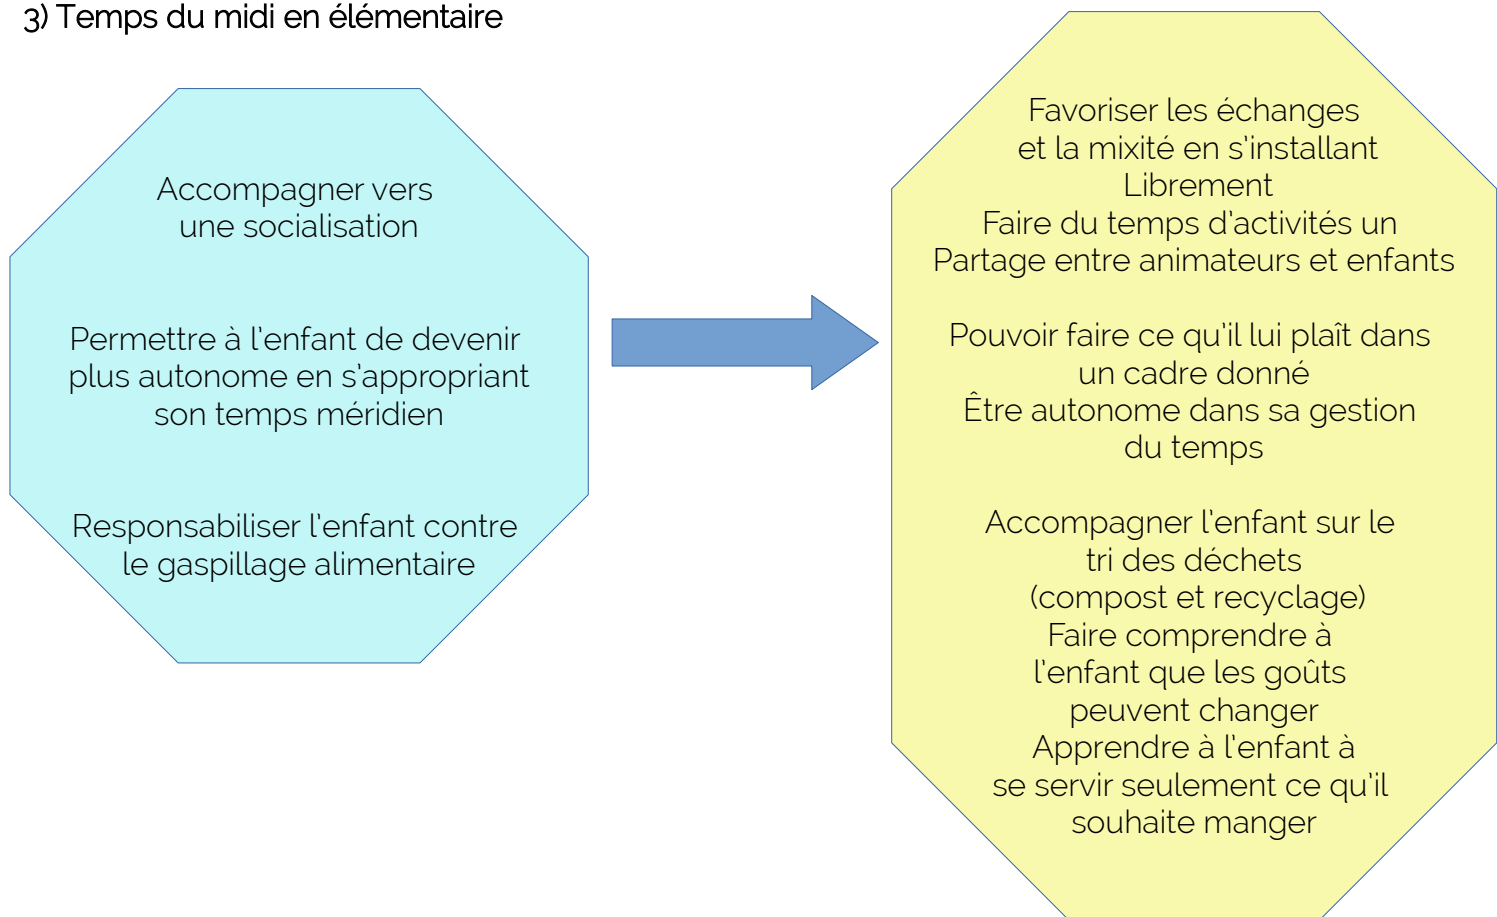 3) Temps du midi en élémentaire
Accompagner vers
une socialisation
Permettre à l'enfant de devenir
plus autonome en s'appropriant
son temps méridien
Responsabiliser l'enfant contre
le gaspillage alimentaire
Favoriser les échanges
et la mixité en s'installant
Librement
Faire du temps d'activités un
Partage entre animateurs et enfants
Pouvoir faire ce qu'il lui plaît dans
un cadre donné
Être autonome dans sa gestion
du temps
Accompagner l'enfant sur le
tri des déchets
(compost et recyclage)
Faire comprendre à
l'enfant que les goûts
peuvent changer
Apprendre à l'enfant à
se servir seulement ce qu'il
souhaite manger